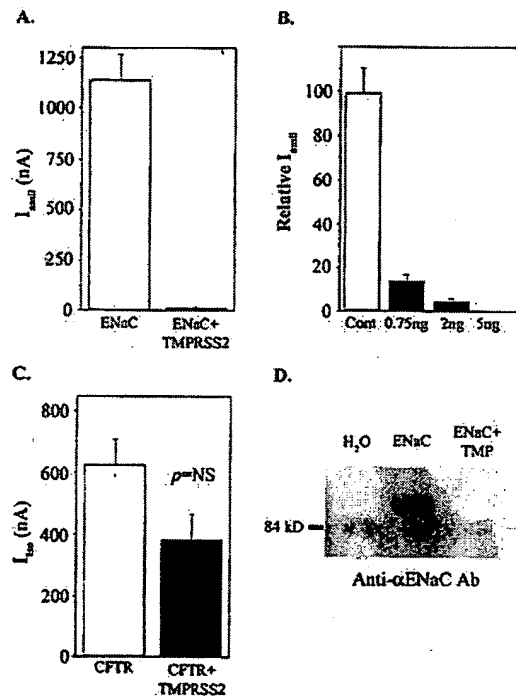 A.
1250
1000
750
500
250
0
I_amil (nA)
ENaC
ENaC+
TMPRSS2
B.
100
80
60
40
20
0
Relative I_amil
Cont 0.75ng 2ng 5ng
C.
800
600
400
200
0
p=NS
CFTR
CFTR+
TMPRSS2
D.
H₂O ENaC ENaC+
TMP
84 kD
Anti-αENaC Ab